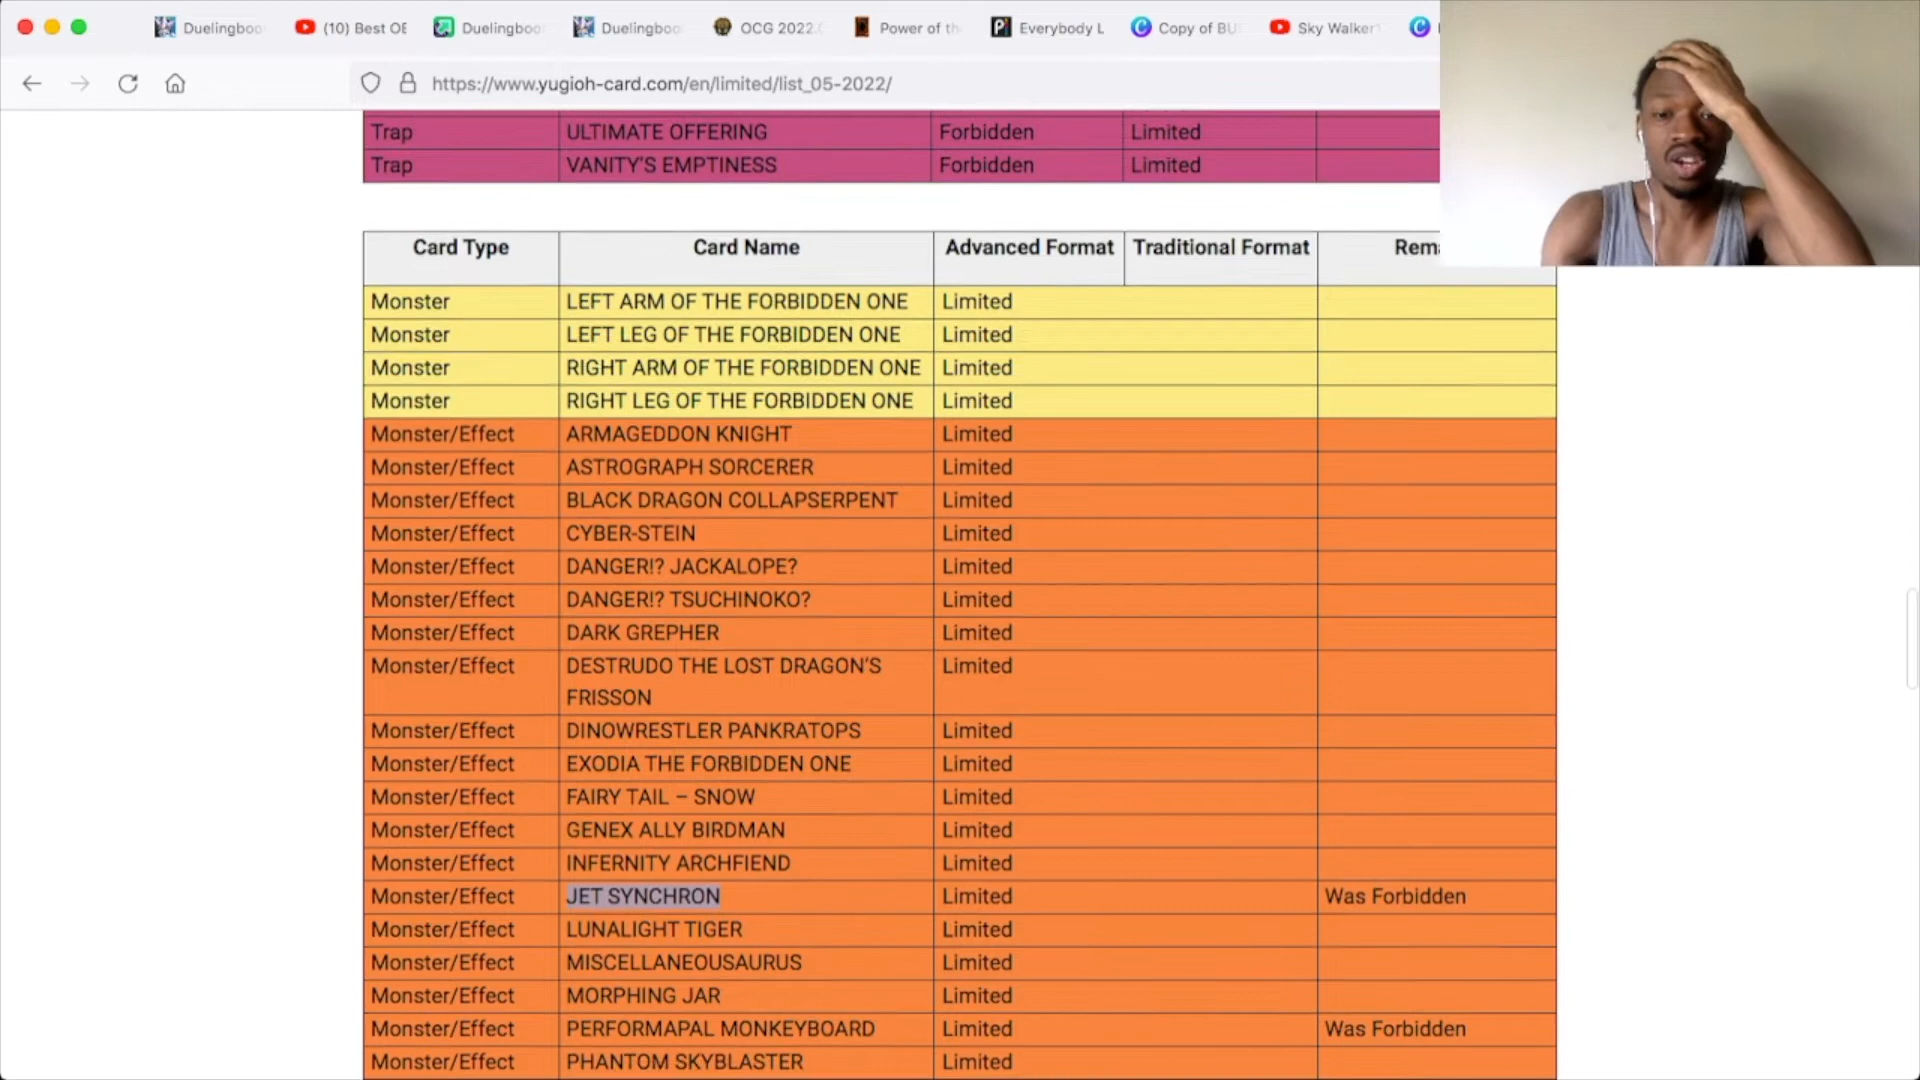 Duelingboo
(10) Best OE
Duelingboo
Duelingboo
OCG 2022.
Power of th
Everybody L
Copy of BU
Sky Walker
https://www.yugioh-card.com/en/limited/list_05-2022/
Trap ULTIMATE OFFERING Forbidden Limited
Trap VANITY'S EMPTINESS Forbidden Limited
Card Type Card Name Advanced Format Traditional Format Rema
Monster LEFT ARM OF THE FORBIDDEN ONE Limited
Monster LEFT LEG OF THE FORBIDDEN ONE Limited
Monster RIGHT ARM OF THE FORBIDDEN ONE Limited
Monster RIGHT LEG OF THE FORBIDDEN ONE Limited
Monster/Effect ARMAGEDDON KNIGHT Limited
Monster/Effect ASTROGRAPH SORCERER Limited
Monster/Effect BLACK DRAGON COLLAPSERPENT Limited
Monster/Effect CYBER-STEIN Limited
Monster/Effect DANGER!? JACKALOPE? Limited
Monster/Effect DANGER!? TSUCHINOKO? Limited
Monster/Effect DARK GREPHER Limited
Monster/Effect DESTRUDO THE LOST DRAGON'S Limited
FRISSON
Monster/Effect DINOWRESTLER PANKRATOPS Limited
Monster/Effect EXODIA THE FORBIDDEN ONE Limited
Monster/Effect FAIRY TAIL – SNOW Limited
Monster/Effect GENEX ALLY BIRDMAN Limited
Monster/Effect INFERNITY ARCHFIEND Limited
Monster/Effect JET SYNCHRON Limited Was Forbidden
Monster/Effect LUNALIGHT TIGER Limited
Monster/Effect MISCELLANEOUSAURUS Limited
Monster/Effect MORPHING JAR Limited
Monster/Effect PERFORMAPAL MONKEYBOARD Limited Was Forbidden
Monster/Effect PHANTOM SKYBLASTER Limited